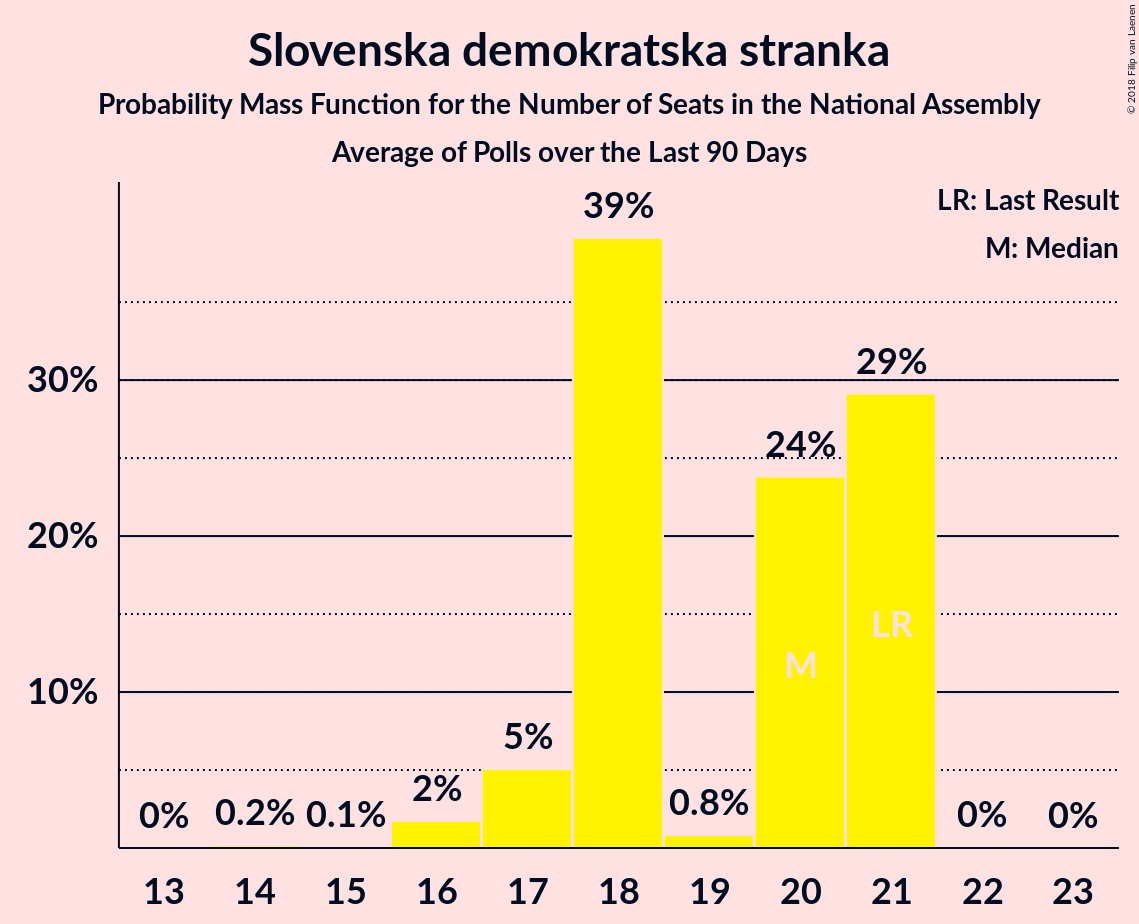 Slovenska demokratska stranka
Probability Mass Function for the Number of Seats in the National Assembly
Average of Polls over the Last 90 Days
© 2018 Filip van Laenen
LR: Last Result
M: Median
30%
20%
10%
0%
0.2%
0.1%
2%
5%
39%
0.8%
24%
29%
0%
0%
M
LR
13 14 15 16 17 18 19 20 21 22 23